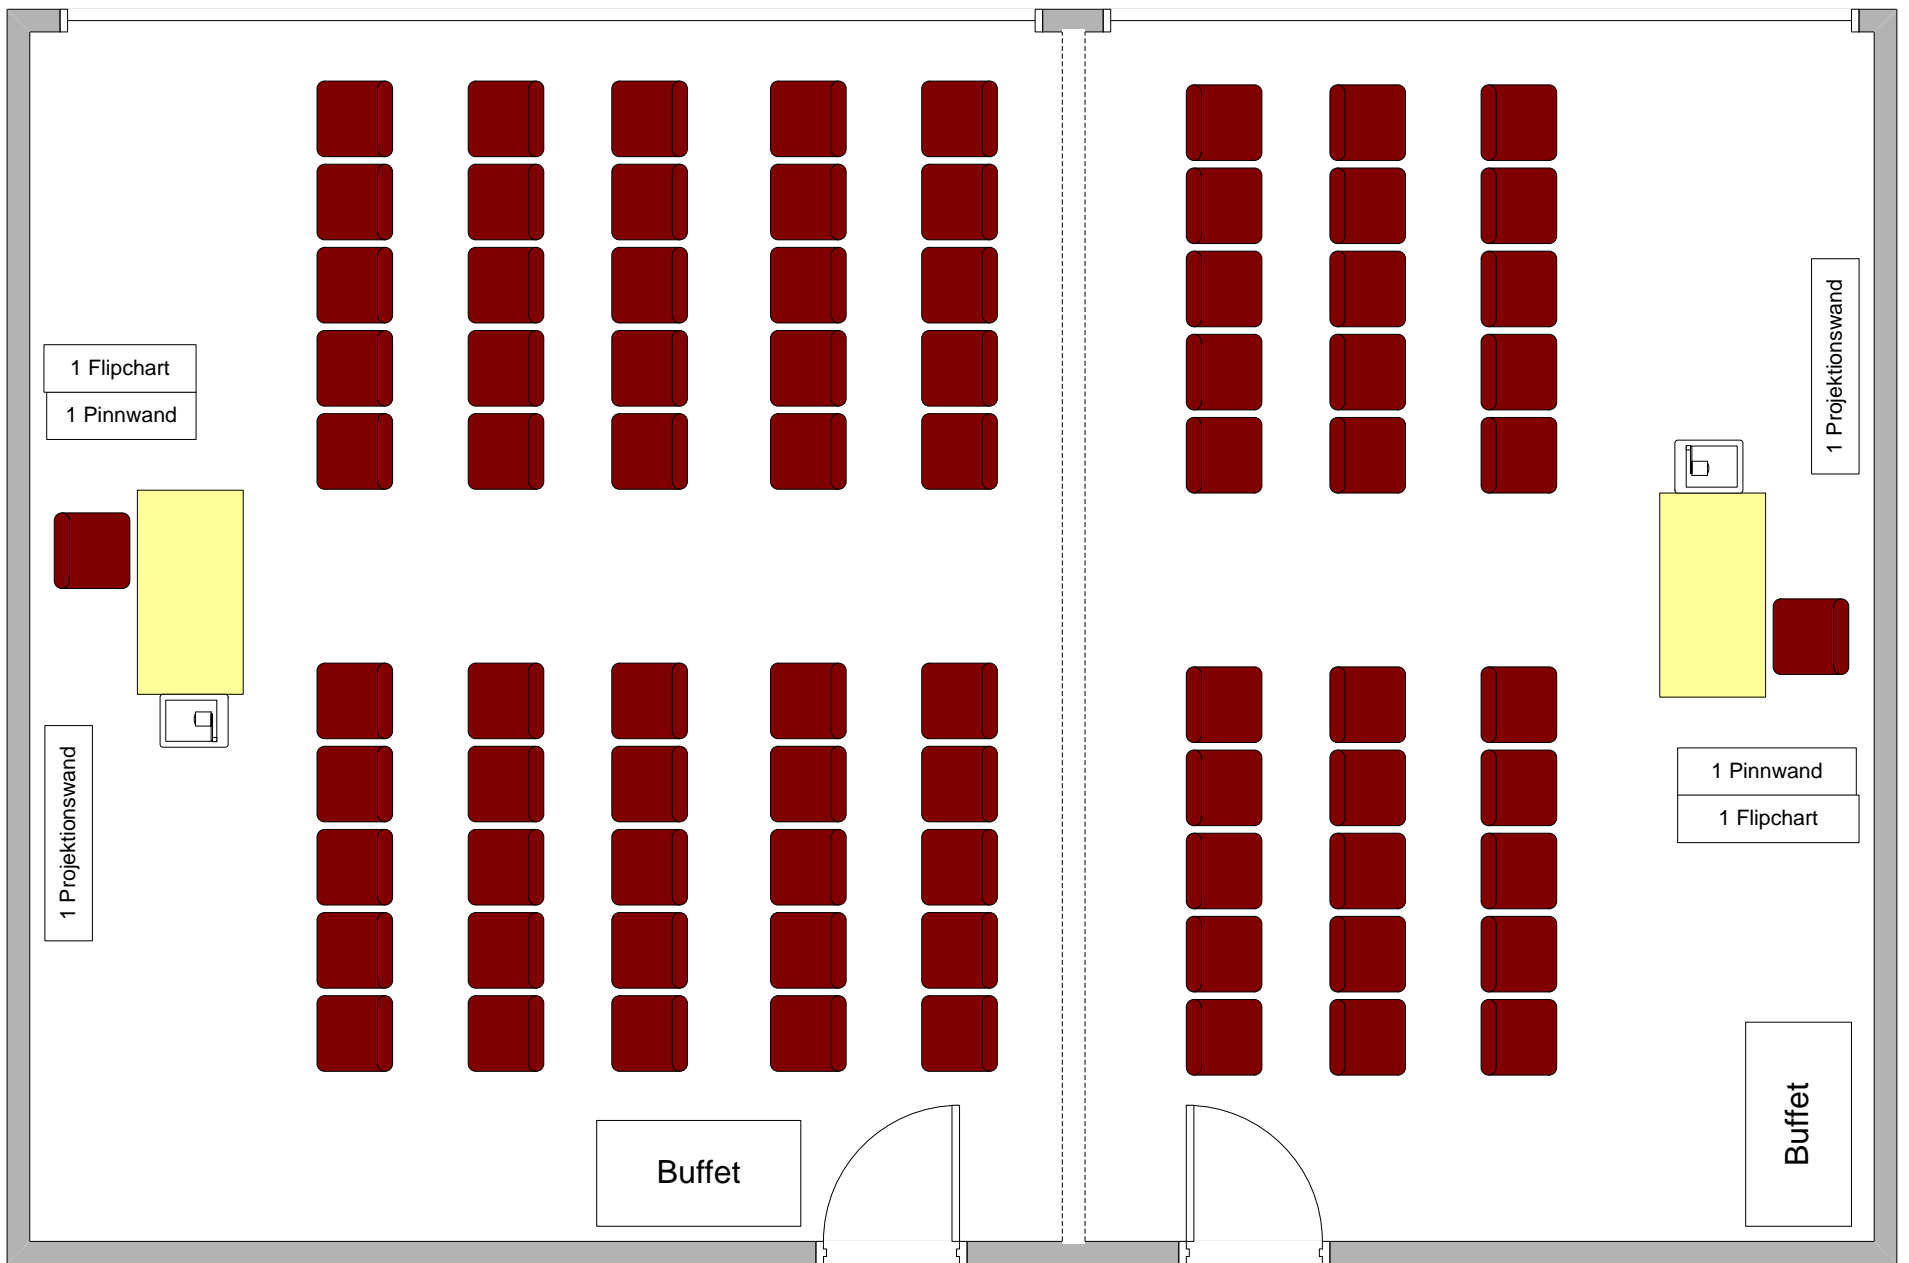 1 Flipchart
1 Pinnwand
1 Projektionswand
Buffet
1 Projektionswand
1 Pinnwand
1 Flipchart
Buffet